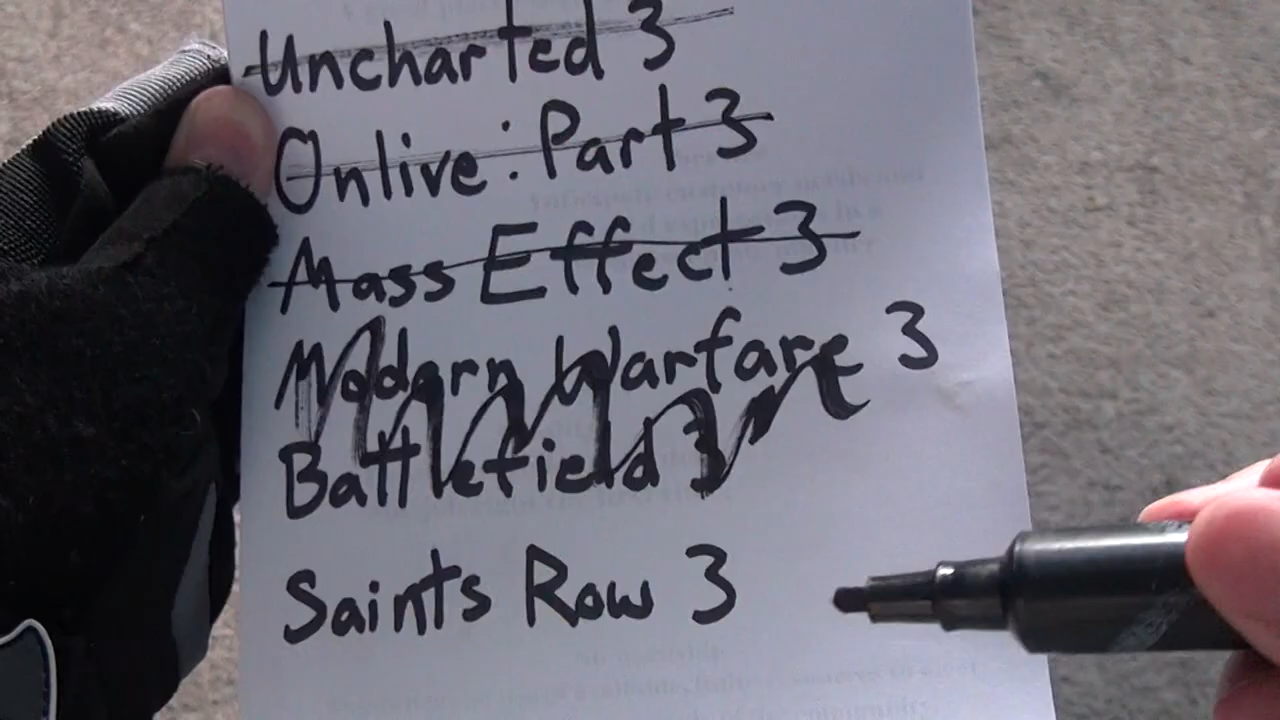 Uncharted 3
Onlive: Part 3
Mass Effect 3
Modern Warfare 3
Battlefield 3
Saints Row 3